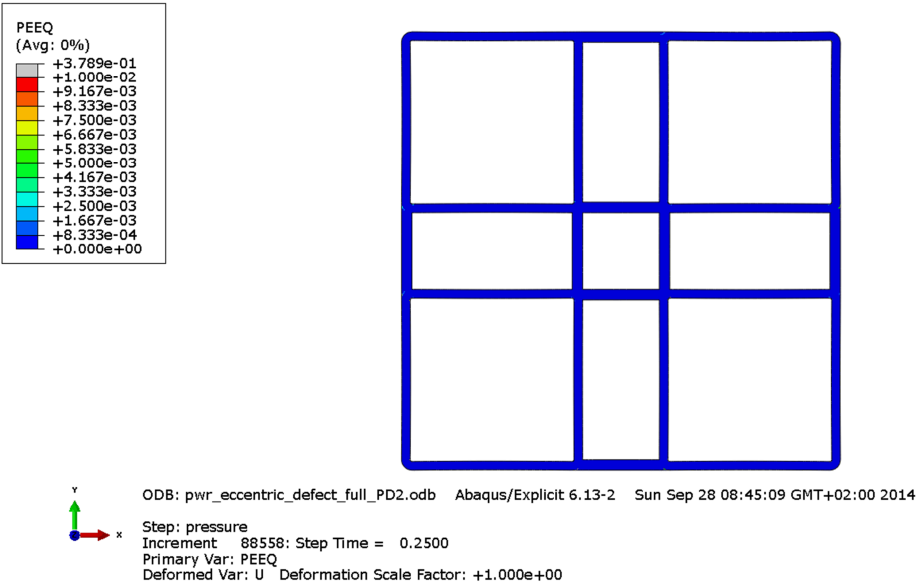 PEEQ
(Avg: 0%)
+3.789e-01
+1.000e-02
+9.167e-03
+8.333e-03
+7.500e-03
+6.667e-03
+5.833e-03
+5.000e-03
+4.167e-03
+3.333e-03
+2.500e-03
+1.667e-03
+8.333e-04
+0.000e+00
Y
X
ODB: pwr_eccentric_defect_full_PD2.odb Abaqus/Explicit 6.13-2 Sun Sep 28 08:45:09 GMT+02:00 2014
Step: pressure
Increment 88558: Step Time = 0.2500
Primary Var: PEEQ
Deformed Var: U Deformation Scale Factor: +1.000e+00